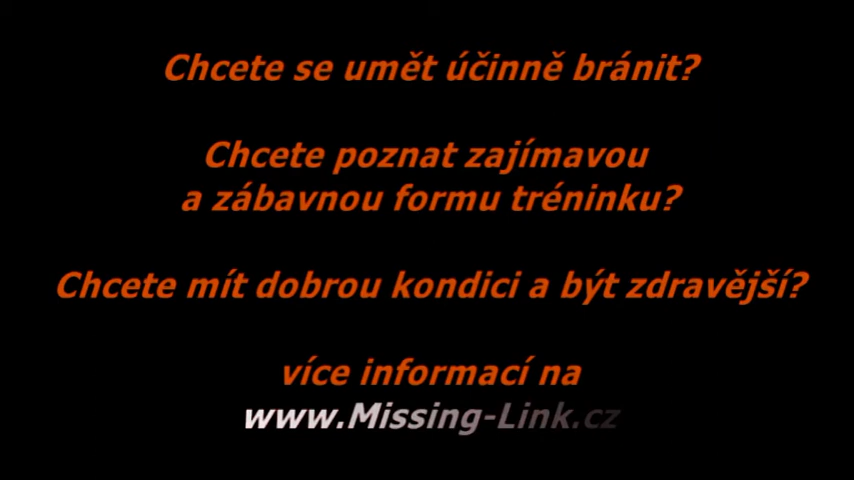 Chcete se umět účinně bránit?
Chcete poznat zajímavou
a zábavnou formu tréninku?
Chcete mít dobrou kondici a být zdravější?
více informací na
www.Missing-Link.cz